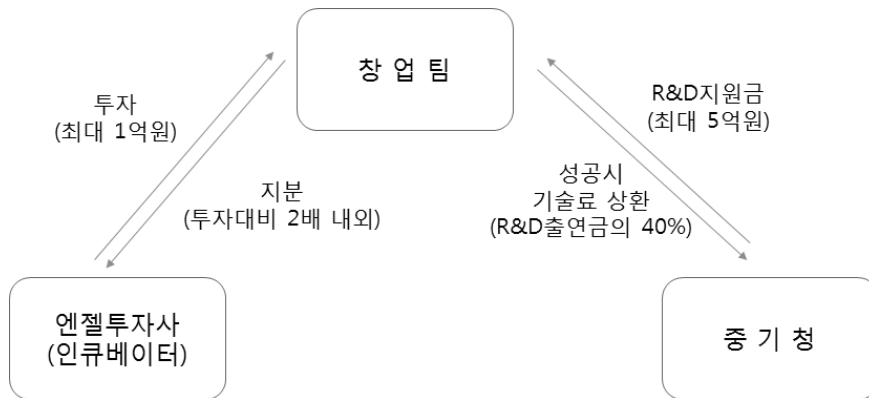 창 업 팀
투자
(최대 1억원)
R&D지원금
(최대 5억원)
지분
(투자대비 2배 내외)
성공시
기술료 상환
(R&D출연금의 40%)
엔젤투자사
(인큐베이터)
중 기 청